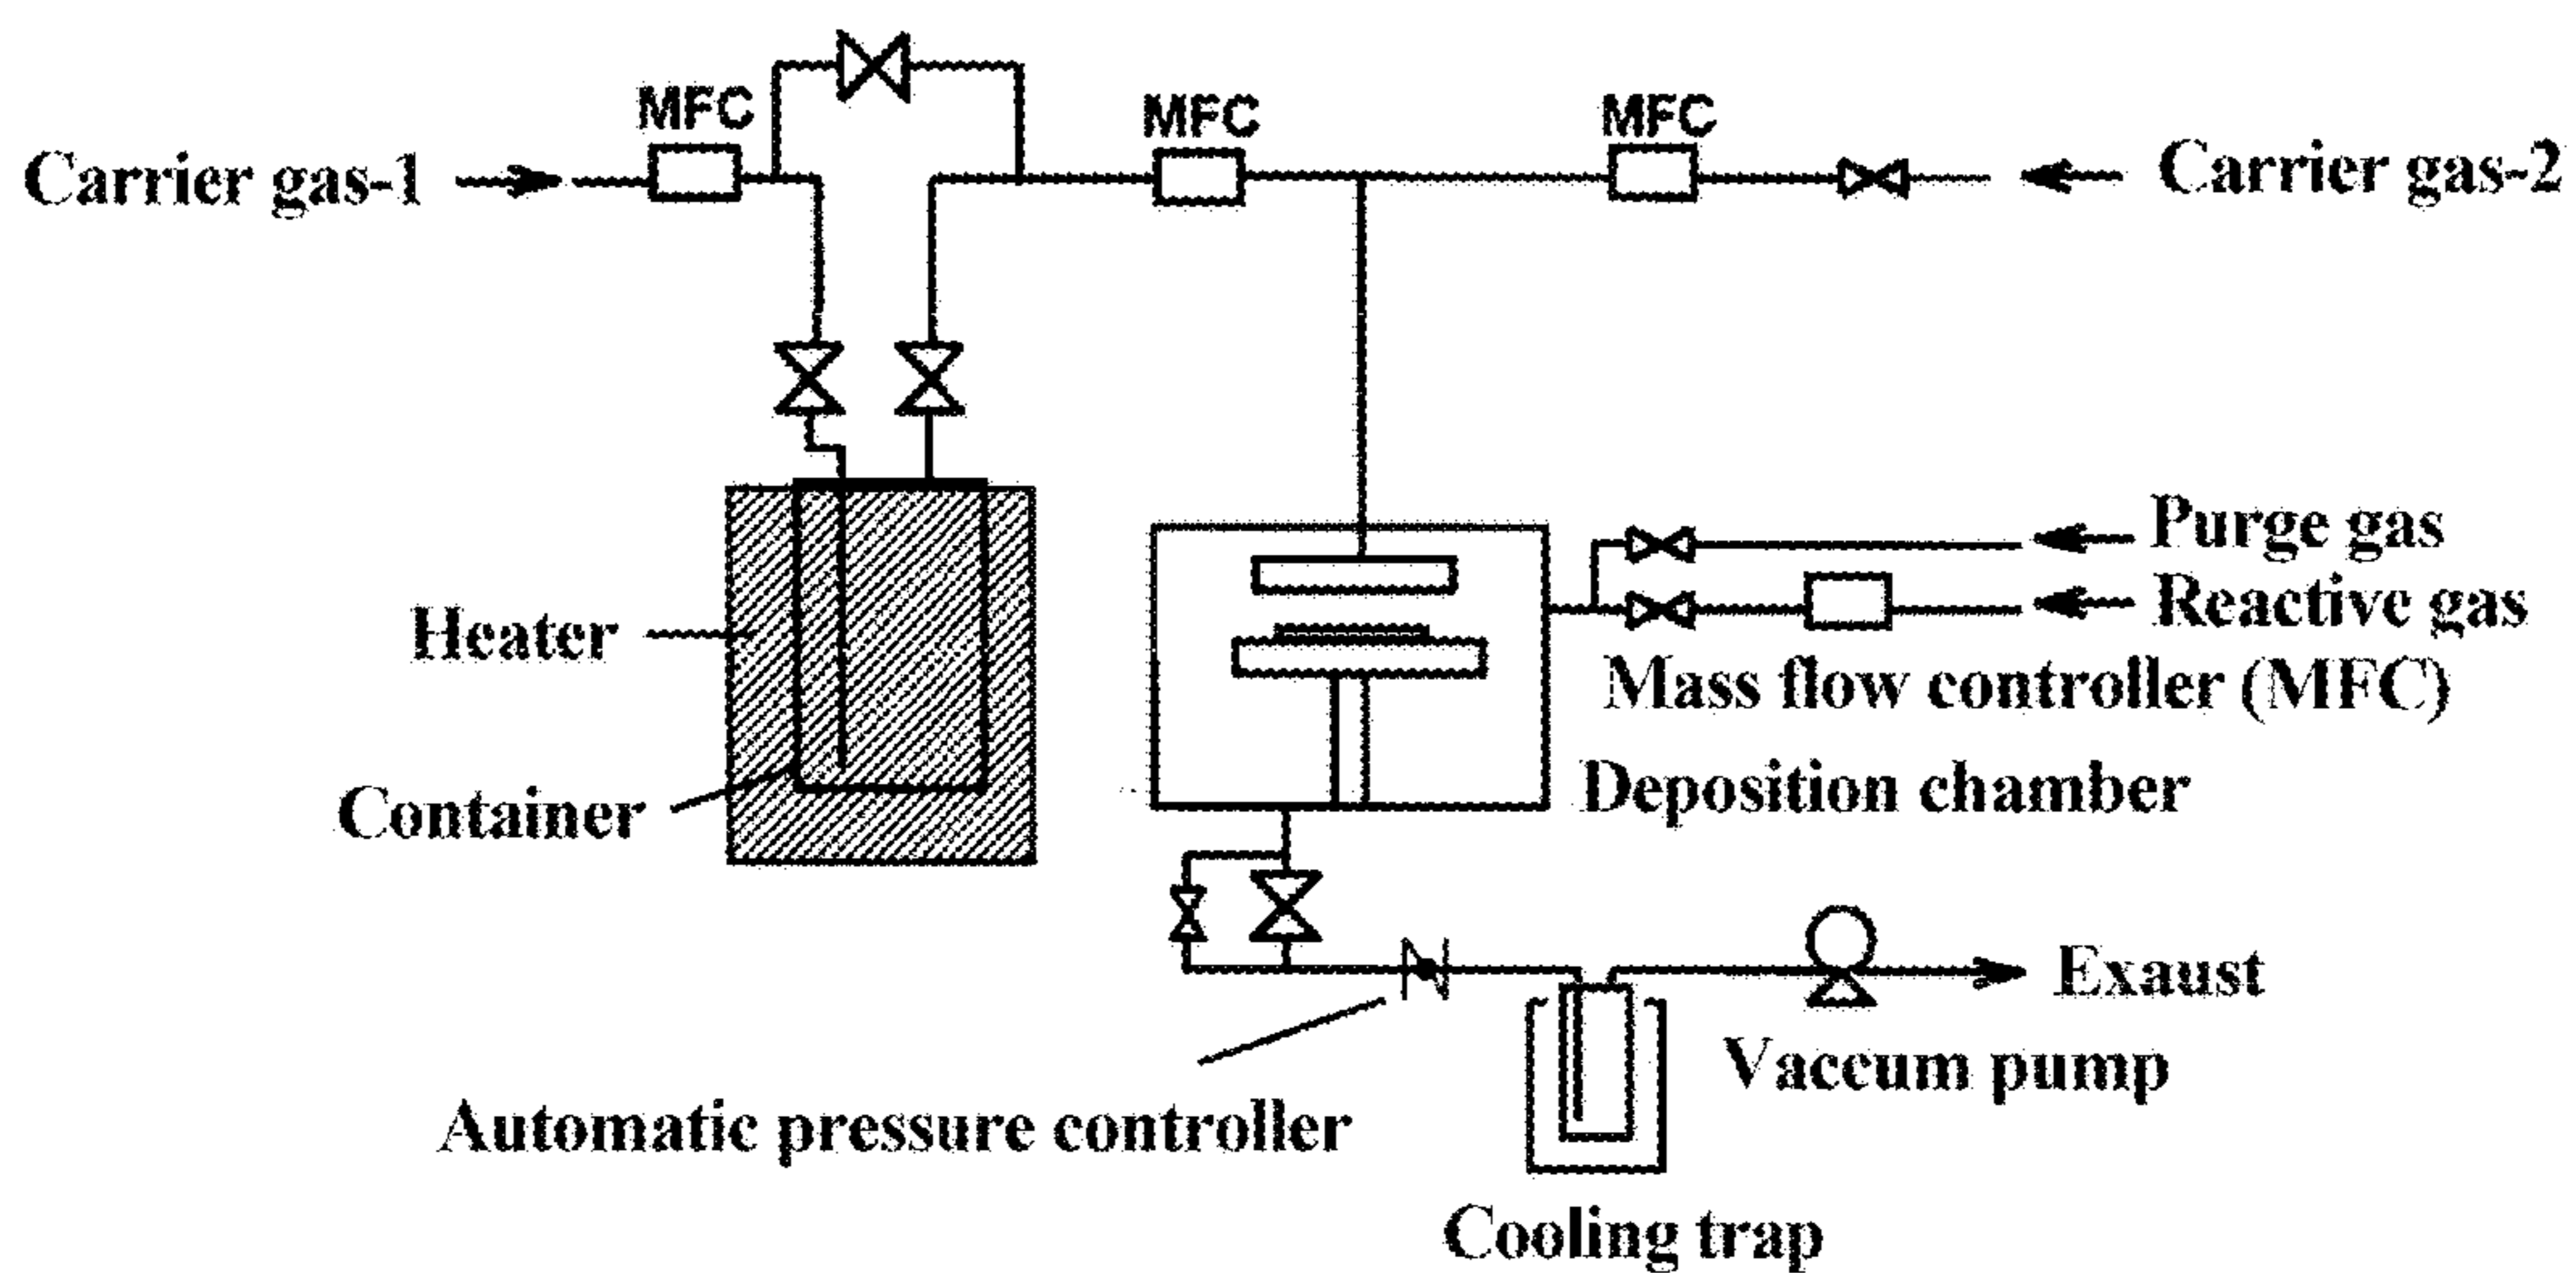 MFC
MFC
MFC
Carrier gas-1
Carrier gas-2
Purge gas
Reactive gas
Heater
Mass flow controller (MFC)
Container
Deposition chamber
Exaust
Vaccum pump
Automatic pressure controller
Cooling trap